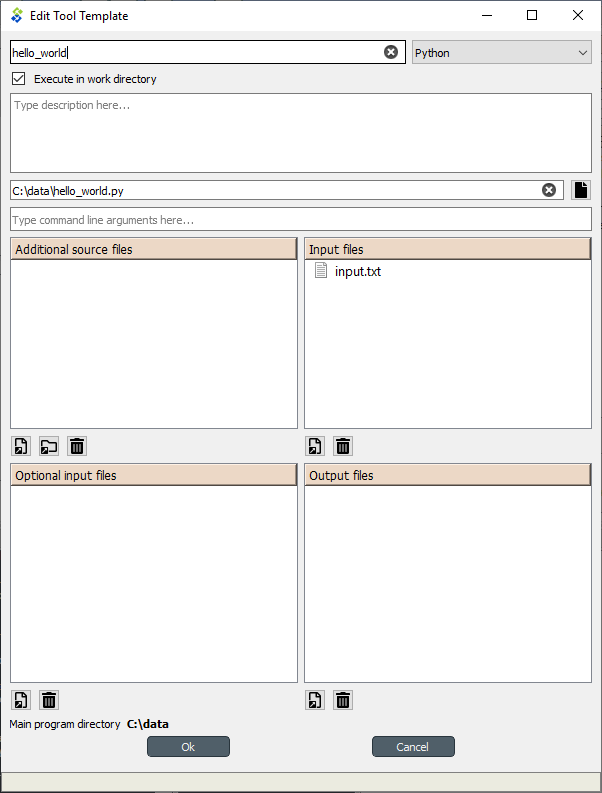 Edit Tool Template
hello_world
Python
Execute in work directory
Type description here...
C:\data\hello_world.py
Type command line arguments here...
Additional source files
Input files
input.txt
Optional input files
Output files
Main program directory C:\data
Ok
Cancel